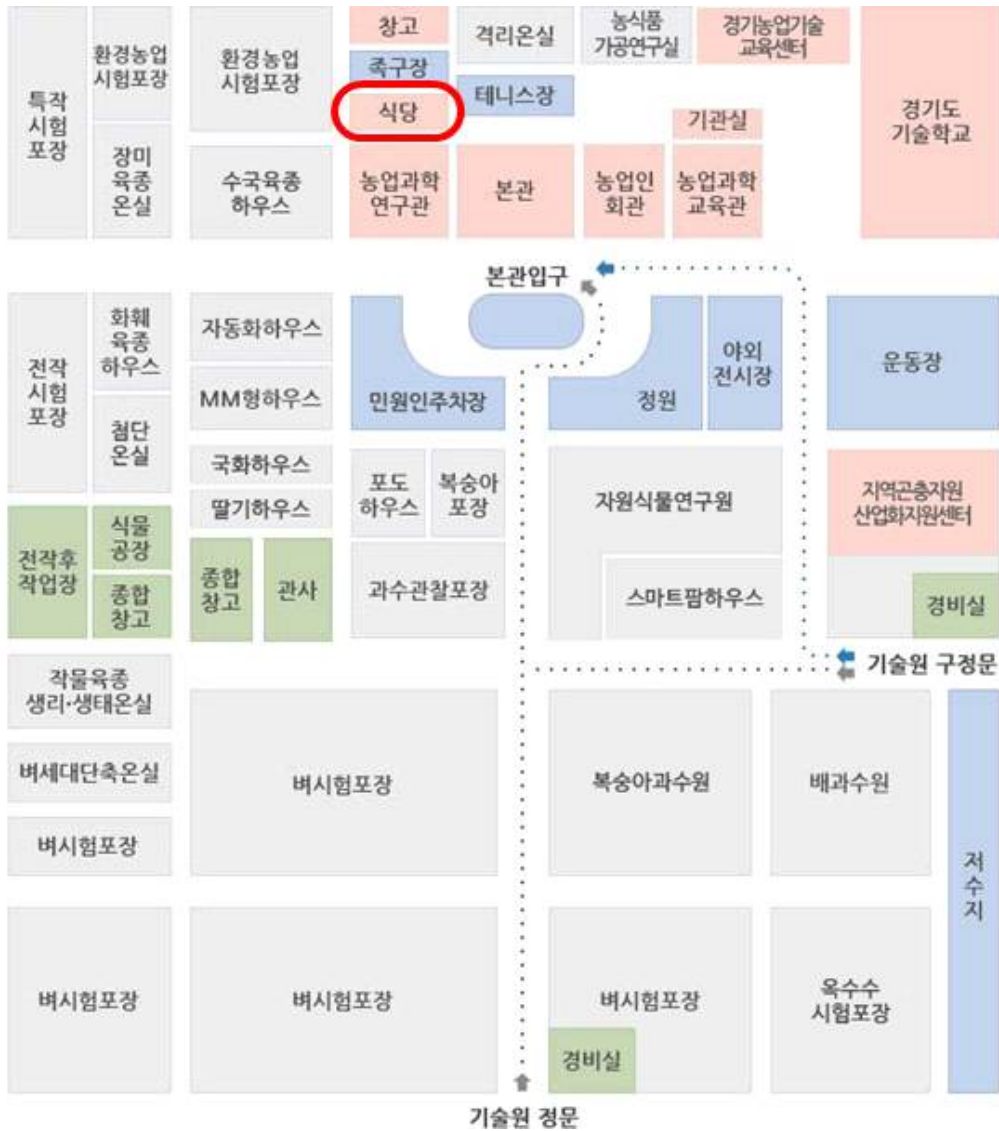 특작
시험
포장
환경농업
시험포장
장미
육종
온실
환경농업
시험포장
수국육종
하우스
창고
족구장
식당
농업과학
연구관
격리온실
테니스장
본관
농식품
가공연구실
농업인
회관
경기농업기술
교육센터
기관실
농업과학
교육관
경기도
기술학교
본관입구
전작
시험
포장
화훼
육종
하우스
첨단
온실
자동화하우스
MM형하우스
국화하우스
딸기하우스
민원인주차장
정원
야외
전시장
운동장
포도
하우스
복숭아
포장
자원식물연구원
지역곤충자원
산업화지원센터
전작후
작업장
식물
공장
종합
창고
종합
창고
관사
과수관찰포장
스마트팜하우스
경비실
기술원 구정문
작물육종
생리·생태온실
벼세대단축온실
벼시험포장
벼시험포장
복숭아과수원
배과수원
저
수
지
벼시험포장
벼시험포장
벼시험포장
경비실
옥수수
시험포장
기술원 정문